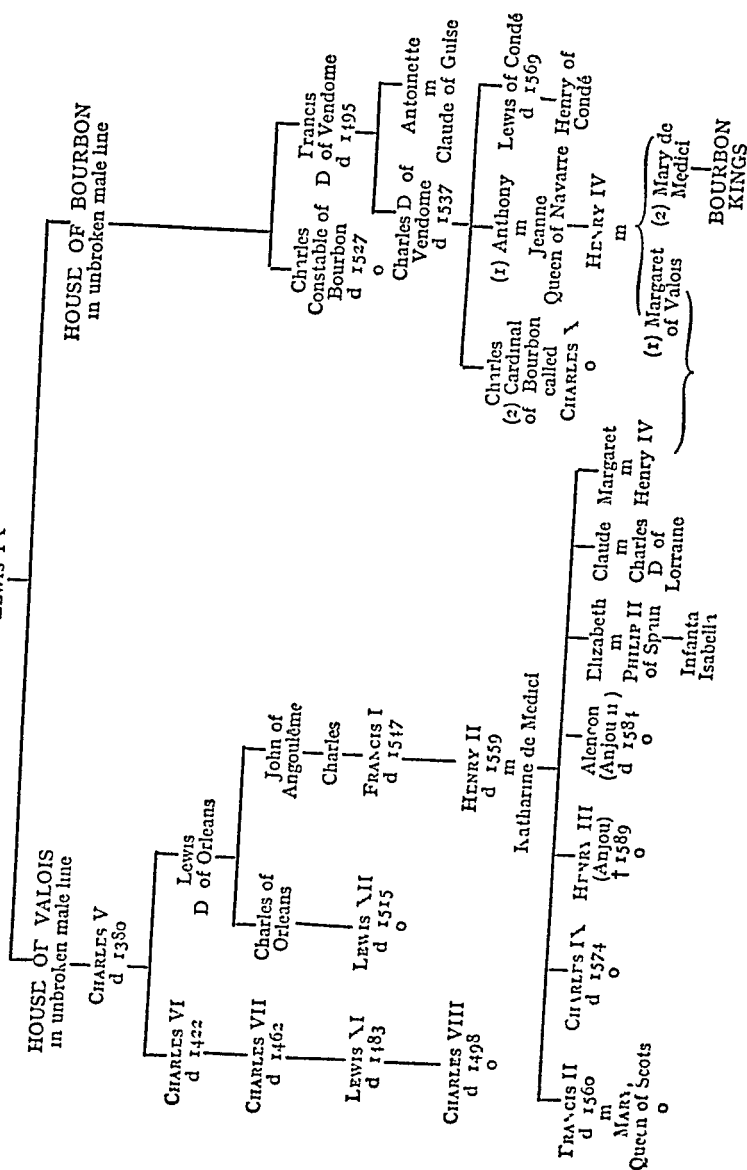 LEWIS IX
HOUSE OF VALOIS
in unbroken male line
HOUSE OF BOURBON
in unbroken male line
CHARLES V
d 1380
CHARLES VI
d 1422
CHARLES VII
d 1462
LEWIS XI
d 1483
CHARLES VIII
d 1498
o
Lewis
D of Orleans
Charles of
Orleans
LEWIS XII
d 1515
o
John of
Angoulême
Charles
FRANCIS I
d 1547
HENRY II
d 1559
m
Katharine de Medici
FRANCIS II
d 1560
m
MARY,
Queen of Scots
o
CHARLES IX
d 1574
o
HENRY III
(Anjou)
† 1589
o
Alencon
(Anjou 11)
d 1584
o
Elizabeth
m
PHILIP II
of Spain
Infanta
Isabella
Claude
m
Charles
D of
Lorraine
Margaret
m
Henry IV
Charles
Constable of
Bourbon
d 1527
o
Francis
D of Vendome
d 1495
Charles D of
Vendome
d 1537
Antoinette
m
Claude of Guise
Charles
(2) Cardinal
of Bourbon
called
CHARLES X
o
(1) Anthony
m
Jeanne
Queen of Navarre
HENRY IV
m
Lewis of Condé
d 1569
Henry of
Condé
(1) Margaret
of Valois
(2) Mary de
Medici
BOURBON
KINGS